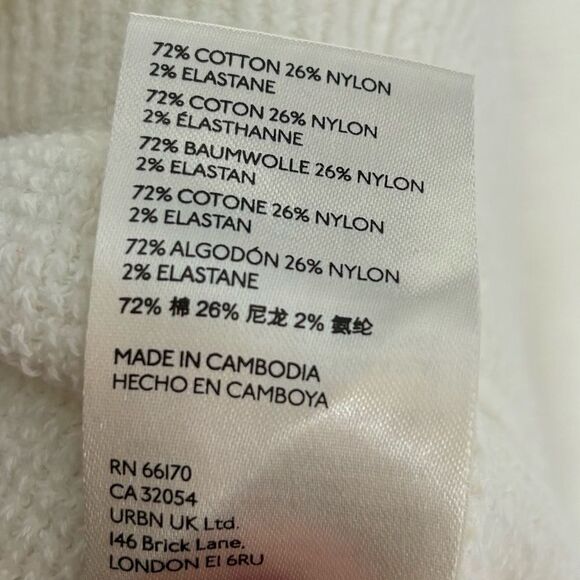 72% COTTON 26% NYLON
2% ELASTANE
72% COTON 26% NYLON
2% ÉLASTHANNE
72% BAUMWOLLE 26% NYLON
2% ELASTAN
72% COTONE 26% NYLON
2% ELASTAN
72% ALGODÓN 26% NYLON
2% ELASTANE
72% 棉 26% 尼龙 2% 氨纶
MADE IN CAMBODIA
HECHO EN CAMBOYA
RN 66170
CA 32054
URBN UK Ltd.
146 Brick Lane,
LONDON E1 6RU